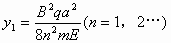 y₁ = B²qa² / 8n²mE (n = 1, 2⋯)